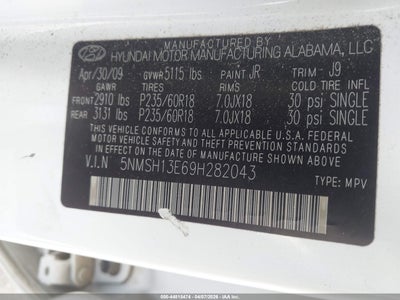 HYUNDAI MOTOR MANUFACTURING ALABAMA, LLC
Apr/30/09 GVWR 5115 lbs PAINT JR TRIM - J9
GAWR TIRES RIMS COLD TIRE INFL
FRONT 2910 lbs P235/60R18 7.0JX18 30 psi SINGLE
REAR 3131 lbs P235/60R18 7.0JX18 30 psi SINGLE
THIS VEHICLE CONFORMS TO ALL APPLICABLE
FEDERAL MOTOR VEHICLE SAFETY, BUMPER,
AND THEFT PREVENTION STANDARDS
IN EFFECT ON THE DATE OF MANUFACTURE
SHOWN ABOVE
V.I.N 5NMSH13E69H282043
TYPE: MPV